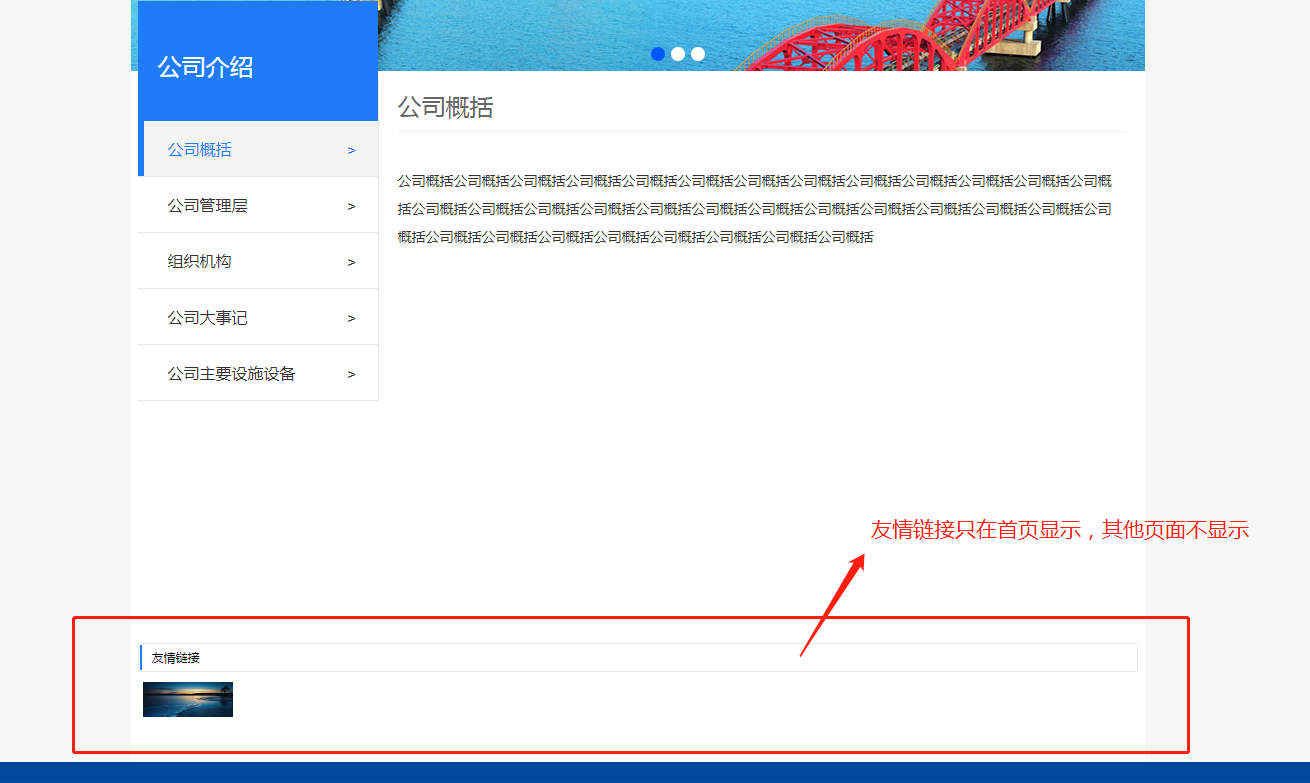 公司介绍
公司概括
公司概括 >
公司概括公司概括公司概括公司概括公司概括公司概括公司概括公司概括公司概括公司概括公司概括公司概括公司概
括公司概括公司概括公司概括公司概括公司概括公司概括公司概括公司概括公司概括公司概括公司概括公司概括公司
概括公司概括公司概括公司概括公司概括公司概括公司概括公司概括公司概括
公司管理层 >
组织机构 >
公司大事记 >
公司主要设施设备 >
友情链接只在首页显示，其他页面不显示
友情链接